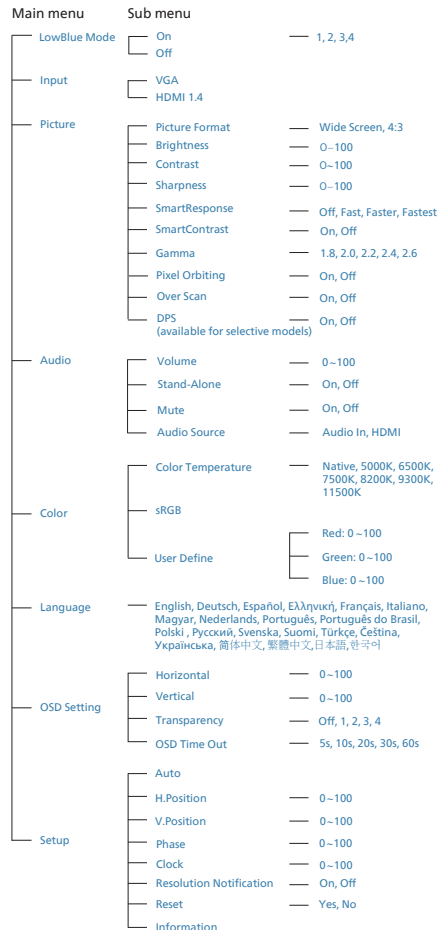 Main menu Sub menu
LowBlue Mode On 1, 2, 3,4
Off
Input VGA
HDMI 1.4
Picture Picture Format Wide Screen, 4:3
Brightness 0~100
Contrast 0~100
Sharpness 0~100
SmartResponse Off, Fast, Faster, Fastest
SmartContrast On, Off
Gamma 1.8, 2.0, 2.2, 2.4, 2.6
Pixel Orbiting On, Off
Over Scan On, Off
DPS On, Off
(available for selective models)
Audio Volume 0~100
Stand-Alone On, Off
Mute On, Off
Audio Source Audio In, HDMI
Color Temperature Native, 5000K, 6500K,
7500K, 8200K, 9300K,
11500K
Color sRGB
Red: 0~100
User Define Green: 0~100
Blue: 0~100
Language English, Deutsch, Español, Ελληνική, Français, Italiano,
Magyar, Nederlands, Português, Português do Brasil,
Polski , Русский, Svenska, Suomi, Türkçe, Čeština,
Українська, 简体中文, 繁體中文,日本語,한국어
Horizontal 0~100
Vertical 0~100
OSD Setting Transparency Off, 1, 2, 3, 4
OSD Time Out 5s, 10s, 20s, 30s, 60s
Auto
H.Position 0~100
V.Position 0~100
Setup Phase 0~100
Clock 0~100
Resolution Notification On, Off
Reset Yes, No
Information